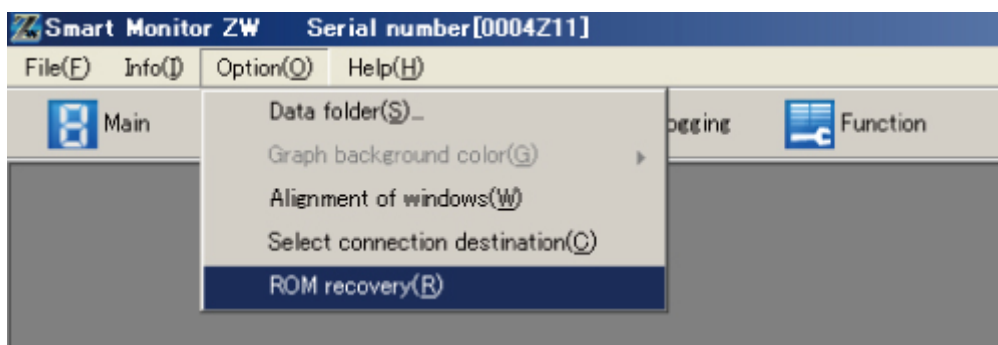 Smart Monitor ZW Serial number[0004Z11]
File(F) Info(I) Option(O) Help(H)
Main Function
Data folder(S)...
Graph background color(G)
Alignment of windows(W)
Select connection destination(C)
ROM recovery(R)